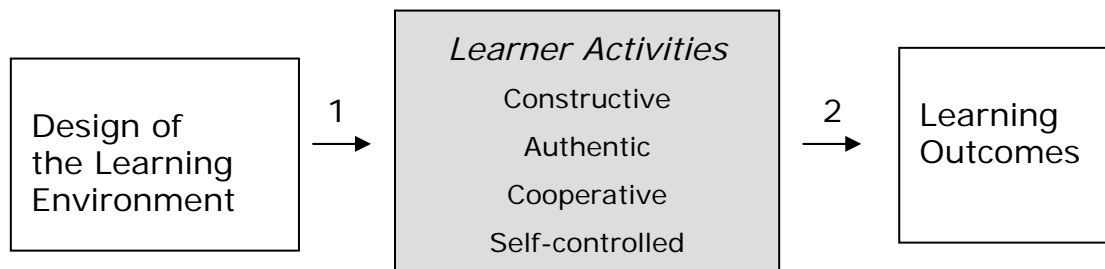 Design of
the Learning
Environment
1
Learner Activities
Constructive
Authentic
Cooperative
Self-controlled
2
Learning
Outcomes